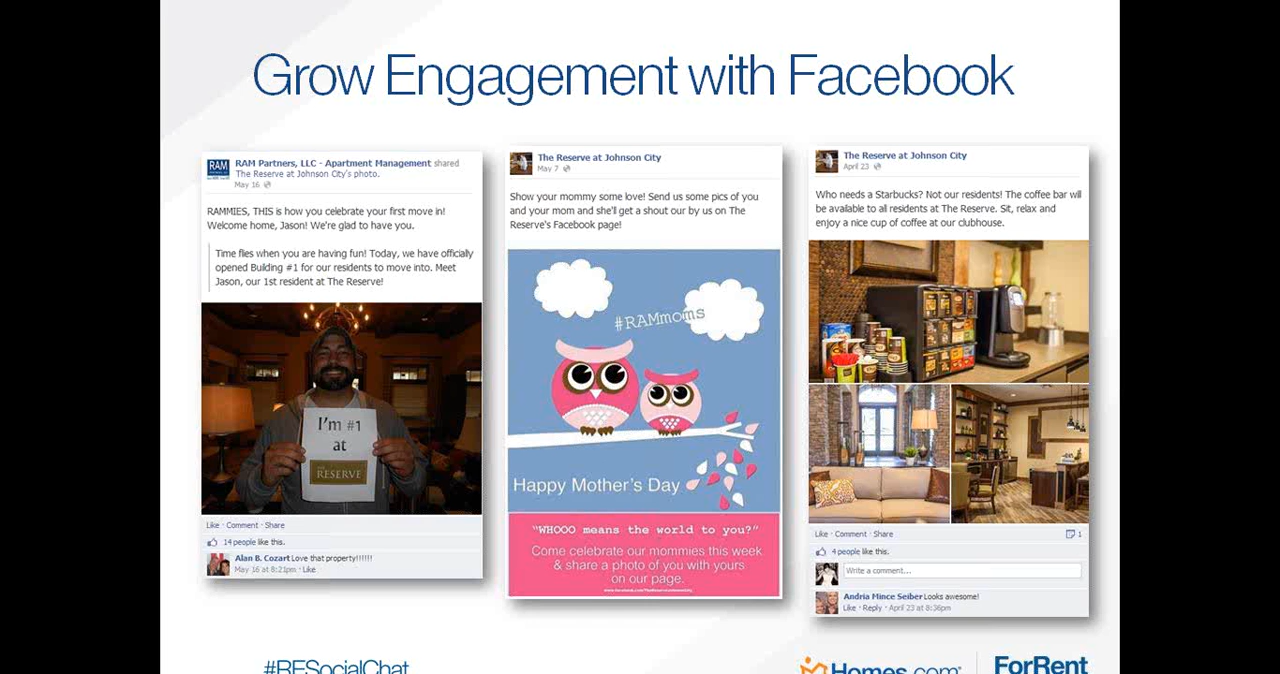 Grow Engagement with Facebook
RAM
RAM Partners, LLC - Apartment Management shared
The Reserve at Johnson City's photo.
May 16
RAMMIES, THIS is how you celebrate your first move in!
Welcome home, Jason! We're glad to have you.
Time flies when you are having fun! Today, we have officially
opened Building #1 for our residents to move into. Meet
Jason, our 1st resident at The Reserve!
I'm #1
at
RESERVE
Like · Comment · Share
14 people like this.
Alan B. Cozart Love that property!!!!!!
May 16 at 8:21pm · Like
The Reserve at Johnson City
May 7
Show your mommy some love! Send us some pics of you
and your mom and she'll get a shout our by us on The
Reserve's Facebook page!
#RAMmoms
Happy Mother's Day
"WHOOO means the world to you?"
Come celebrate our mommies this week
& share a photo of you with yours
on our page.
The Reserve at Johnson City
April 23
Who needs a Starbucks? Not our residents! The coffee bar will
be available to all residents at The Reserve. Sit, relax and
enjoy a nice cup of coffee at our clubhouse.
Like · Comment · Share
1
4 people like this.
Write a comment...
Andria Mince Seiber Looks awesome!
Like · Reply · April 23 at 8:36pm
#RESocialChat
Homes.com
ForRent